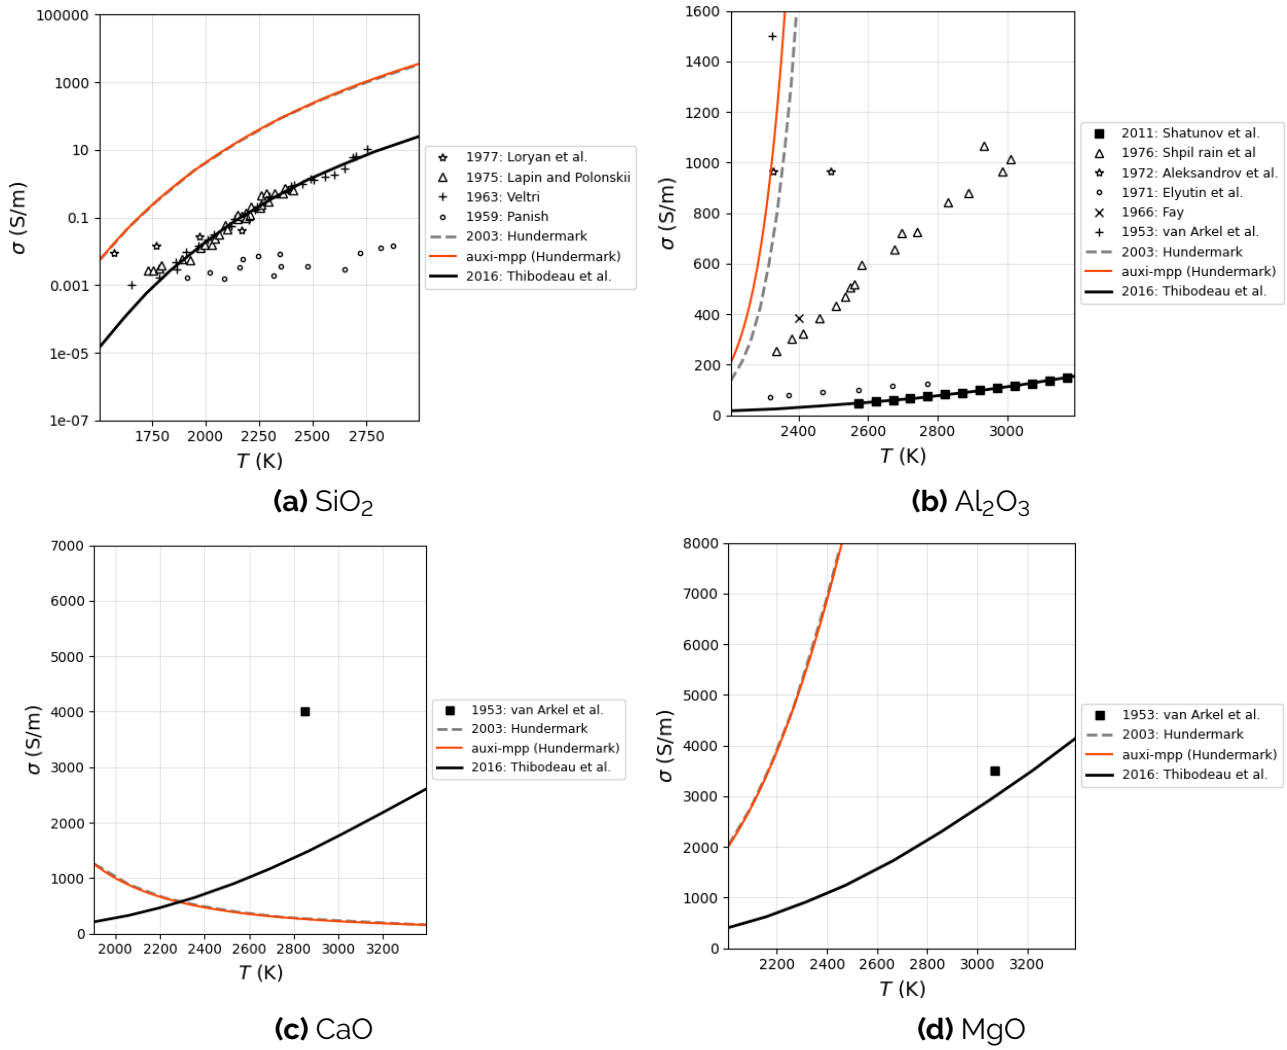 100000
1000
10
0.1
0.001
1e-05
1e-07
σ (S/m)
1750 2000 2250 2500 2750
T (K)
1977: Loryan et al.
1975: Lapin and Polonskii
1963: Veltri
1959: Panish
2003: Hundermark
auxi-mpp (Hundermark)
2016: Thibodeau et al.
(a) SiO2
1600
1400
1200
1000
800
600
400
200
0
σ (S/m)
2400 2600 2800 3000
T (K)
2011: Shatunov et al.
1976: Shpil rain et al
1972: Aleksandrov et al.
1971: Elyutin et al.
1966: Fay
1953: van Arkel et al.
2003: Hundermark
auxi-mpp (Hundermark)
2016: Thibodeau et al.
(b) Al2O3
7000
6000
5000
4000
3000
2000
1000
0
σ (S/m)
2000 2200 2400 2600 2800 3000 3200
T (K)
1953: van Arkel et al.
2003: Hundermark
auxi-mpp (Hundermark)
2016: Thibodeau et al.
(c) CaO
8000
7000
6000
5000
4000
3000
2000
1000
0
σ (S/m)
2200 2400 2600 2800 3000 3200
T (K)
1953: van Arkel et al.
2003: Hundermark
auxi-mpp (Hundermark)
2016: Thibodeau et al.
(d) MgO